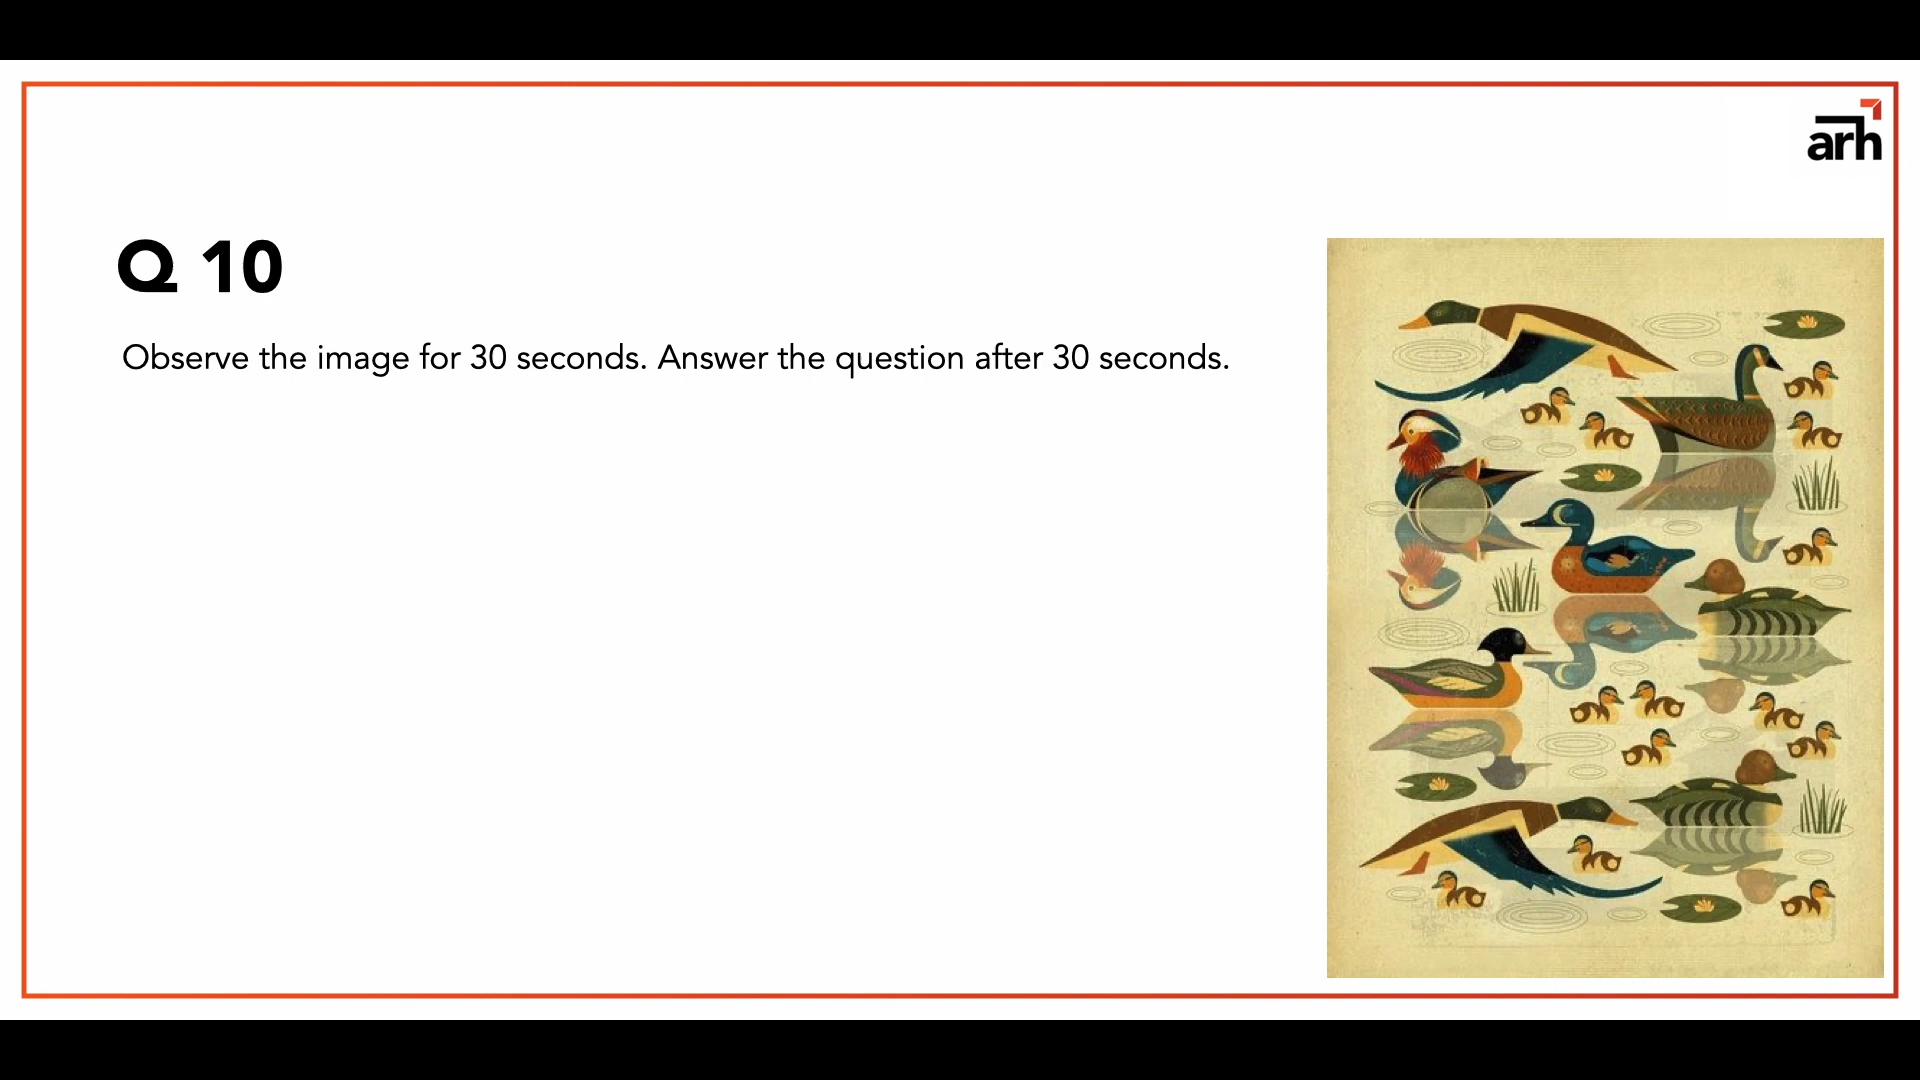 arh
Q 10
Observe the image for 30 seconds. Answer the question after 30 seconds.